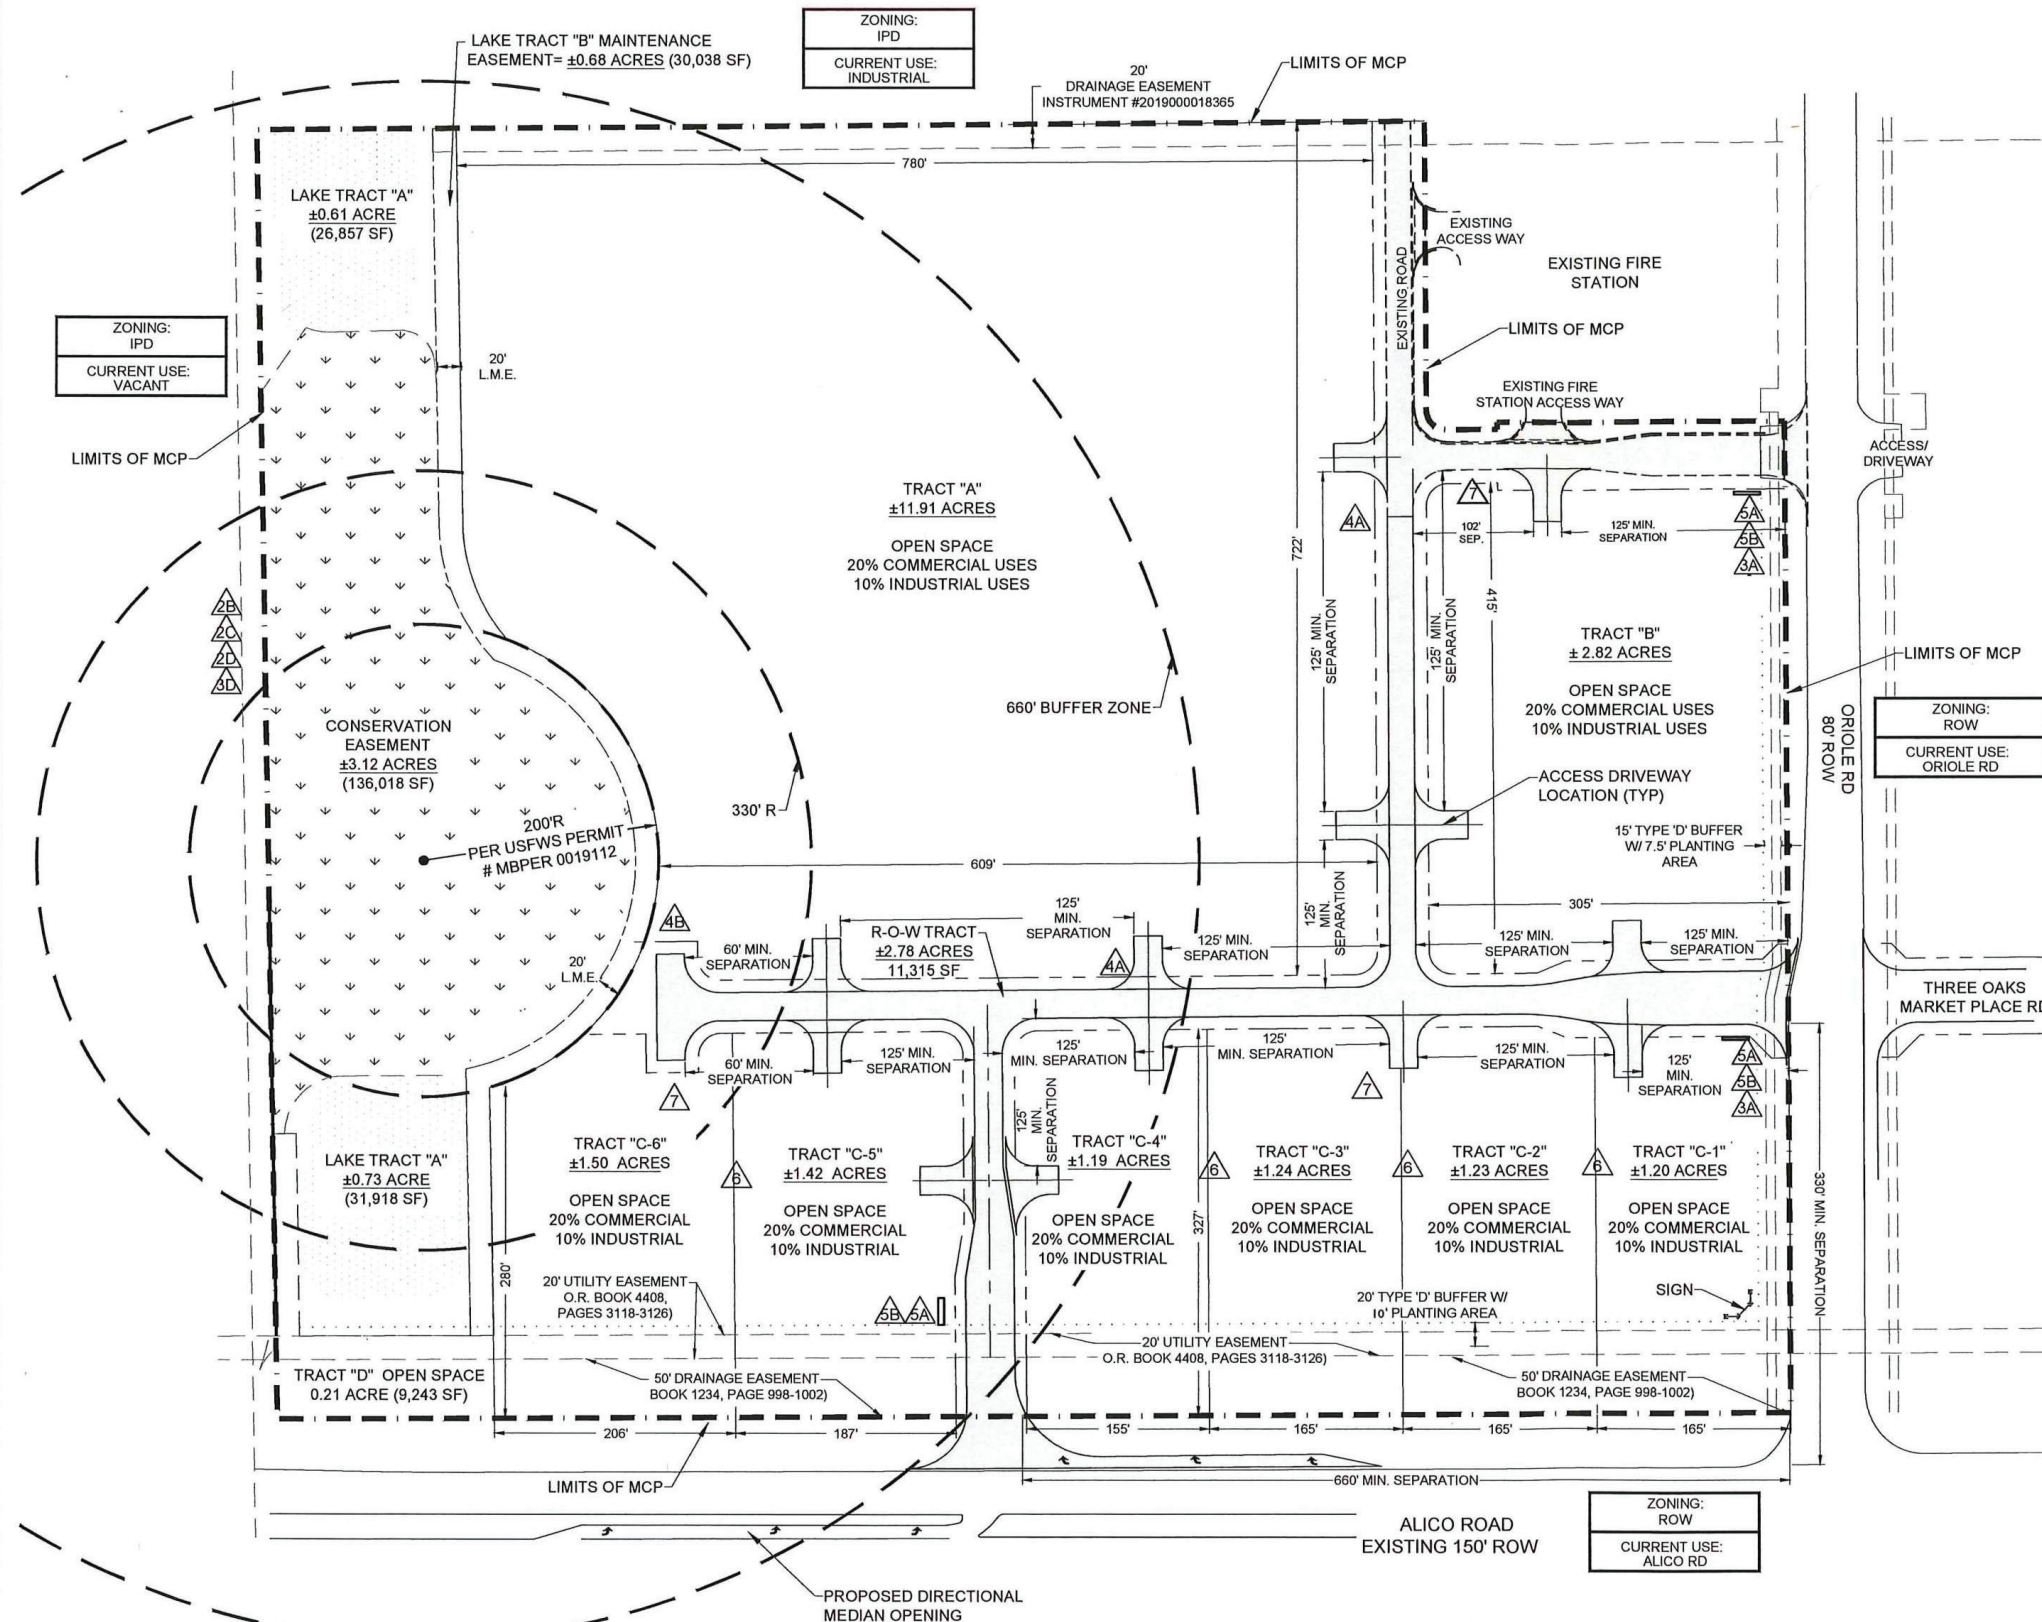 ZONING:
IPD
CURRENT USE:
INDUSTRIAL
LAKE TRACT "B" MAINTENANCE
EASEMENT= ±0.68 ACRES (30,038 SF)
20'
DRAINAGE EASEMENT
INSTRUMENT #2019000018365
LIMITS OF MCP
780'
LAKE TRACT "A"
±0.61 ACRE
(26,857 SF)
EXISTING
ACCESS WAY
EXISTING ROAD
EXISTING FIRE
STATION
ZONING:
IPD
CURRENT USE:
VACANT
20'
L.M.E.
LIMITS OF MCP
EXISTING FIRE
STATION ACCESS WAY
LIMITS OF MCP
ACCESS/
DRIVEWAY
TRACT "A"
±11.91 ACRES
OPEN SPACE
20% COMMERCIAL USES
10% INDUSTRIAL USES
4A
7
102'
SEP.
125' MIN.
SEPARATION
5A
5B
3A
722'
415'
125' MIN.
SEPARATION
125' MIN.
SEPARATION
2B
2C
2D
3D
TRACT "B"
± 2.82 ACRES
OPEN SPACE
20% COMMERCIAL USES
10% INDUSTRIAL USES
LIMITS OF MCP
660' BUFFER ZONE
ORIOLE RD
80' ROW
ZONING:
ROW
CURRENT USE:
ORIOLE RD
CONSERVATION
EASEMENT
±3.12 ACRES
(136,018 SF)
330' R
ACCESS DRIVEWAY
LOCATION (TYP)
200'R
PER USFWS PERMIT
# MBPER 0019112
15' TYPE 'D' BUFFER
W/ 7.5' PLANTING
AREA
609'
305'
125'
MIN.
SEPARATION
4B
60' MIN.
SEPARATION
125'
MIN.
SEPARATION
R-O-W TRACT
±2.78 ACRES
11,315 SF
4A
125' MIN.
SEPARATION
125' MIN.
SEPARATION
125' MIN.
SEPARATION
20'
L.M.E.
THREE OAKS
MARKET PLACE RD
60' MIN.
SEPARATION
125' MIN.
SEPARATION
125'
MIN. SEPARATION
125'
MIN. SEPARATION
125' MIN.
SEPARATION
125'
MIN.
SEPARATION
5A
5B
3A
7
7
125'
MIN.
SEPARATION
TRACT "C-6"
±1.50 ACRES
OPEN SPACE
20% COMMERCIAL
10% INDUSTRIAL
6
TRACT "C-5"
±1.42 ACRES
OPEN SPACE
20% COMMERCIAL
10% INDUSTRIAL
TRACT "C-4"
±1.19 ACRES
OPEN SPACE
20% COMMERCIAL
10% INDUSTRIAL
6
TRACT "C-3"
±1.24 ACRES
OPEN SPACE
20% COMMERCIAL
10% INDUSTRIAL
6
TRACT "C-2"
±1.23 ACRES
OPEN SPACE
20% COMMERCIAL
10% INDUSTRIAL
6
TRACT "C-1"
±1.20 ACRES
OPEN SPACE
20% COMMERCIAL
10% INDUSTRIAL
LAKE TRACT "A"
±0.73 ACRE
(31,918 SF)
280'
327'
330' MIN. SEPARATION
20' UTILITY EASEMENT
O.R. BOOK 4408,
PAGES 3118-3126)
5B
5A
20' TYPE 'D' BUFFER W/
10' PLANTING AREA
SIGN
20' UTILITY EASEMENT
O.R. BOOK 4408, PAGES 3118-3126)
TRACT "D" OPEN SPACE
0.21 ACRE (9,243 SF)
50' DRAINAGE EASEMENT
BOOK 1234, PAGE 998-1002)
50' DRAINAGE EASEMENT
BOOK 1234, PAGE 998-1002)
206'
187'
155'
165'
165'
165'
LIMITS OF MCP
660' MIN. SEPARATION
ALICO ROAD
EXISTING 150' ROW
ZONING:
ROW
CURRENT USE:
ALICO RD
PROPOSED DIRECTIONAL
MEDIAN OPENING